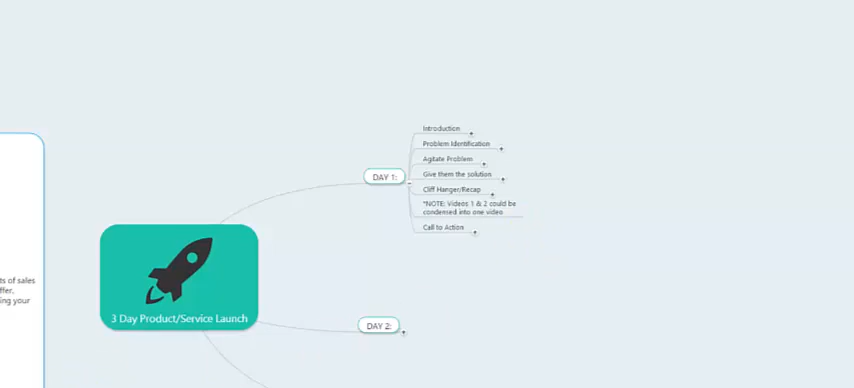 Introduction
Problem Identification
Agitate Problem
DAY 1:
Give them the solution
Cliff Hanger/Recap
*NOTE: Videos 1 & 2 could be
condensed into one video
Call to Action
ts of sales
ffer,
ing your
3 Day Product/Service Launch
DAY 2: